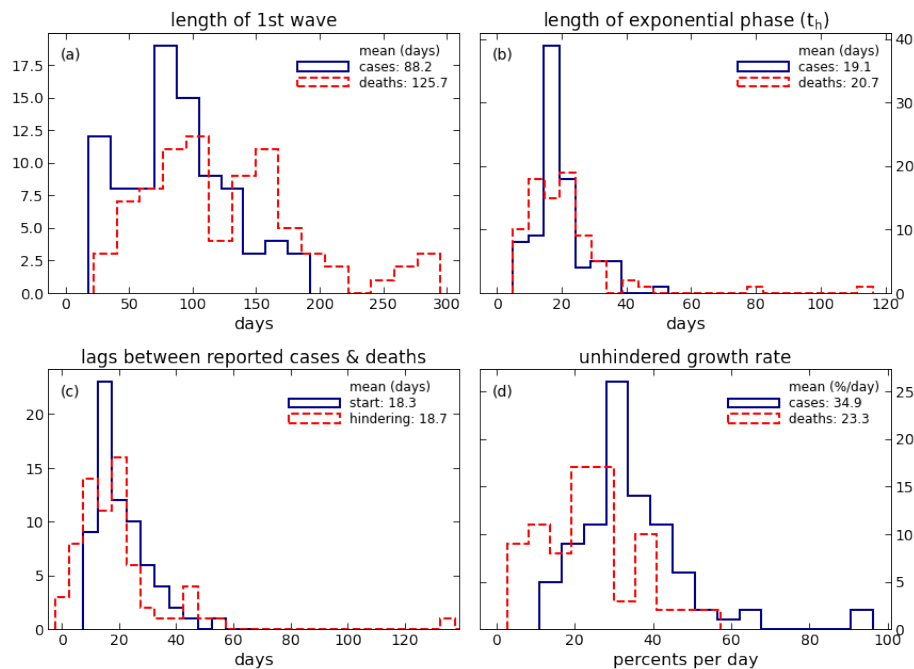 length of 1st wave
(a)
mean (days)
cases: 88.2
deaths: 125.7
17.5
15.0
12.5
10.0
7.5
5.0
2.5
0.0
0 50 100 150 200 250 300
days
length of exponential phase (t_h)
(b)
mean (days)
cases: 19.1
deaths: 20.7
40
30
20
10
0
0 20 40 60 80 100 120
days
lags between reported cases & deaths
(c)
mean (days)
start: 18.3
hindering: 18.7
20
15
10
5
0
0 20 40 60 80 100 120
days
unhindered growth rate
(d)
mean (%/day)
cases: 34.9
deaths: 23.3
25
20
15
10
5
0
0 20 40 60 80 100
percents per day